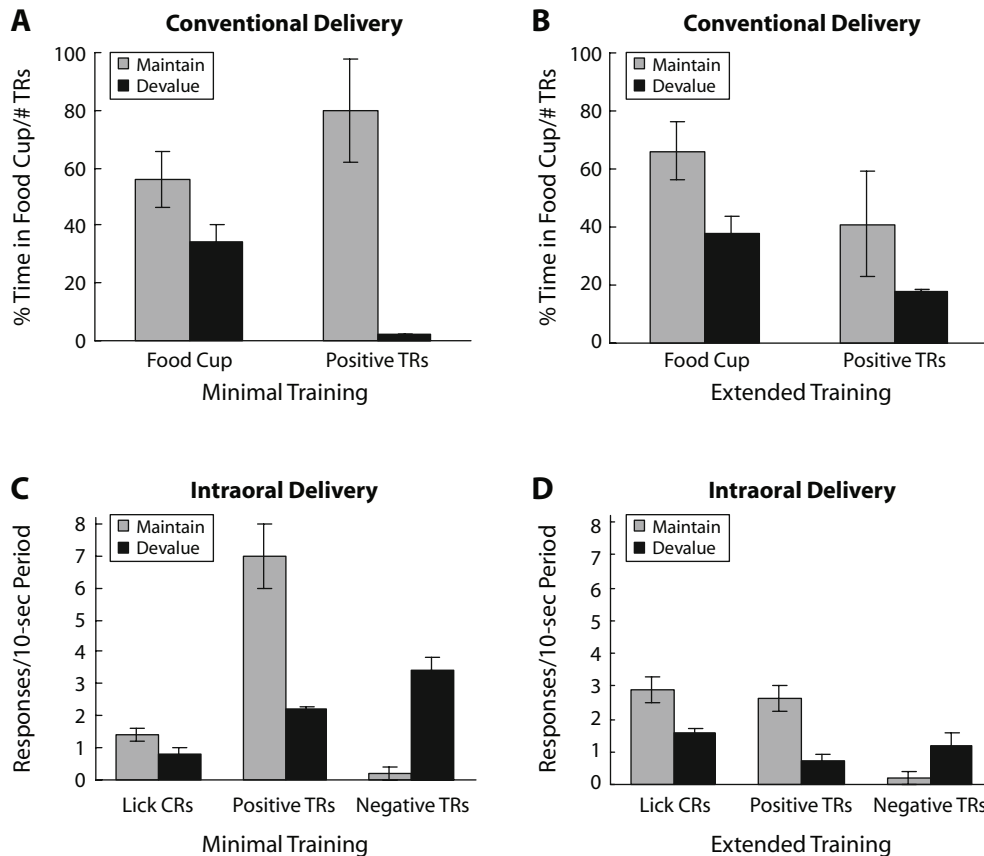 A
Conventional Delivery
% Time in Food Cup/# TRs
100
80
60
40
20
0
Maintain
Devalue
Food Cup
Positive TRs
Minimal Training
B
Conventional Delivery
% Time in Food Cup/# TRs
100
80
60
40
20
0
Maintain
Devalue
Food Cup
Positive TRs
Extended Training
C
Intraoral Delivery
Responses/10-sec Period
8
7
6
5
4
3
2
1
0
Maintain
Devalue
Lick CRs
Positive TRs
Negative TRs
Minimal Training
D
Intraoral Delivery
Responses/10-sec Period
8
7
6
5
4
3
2
1
0
Maintain
Devalue
Lick CRs
Positive TRs
Negative TRs
Extended Training